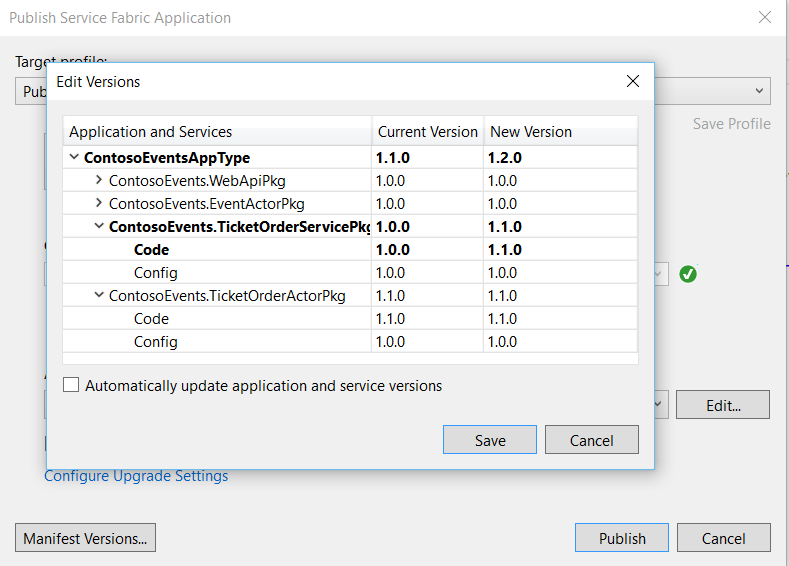 Publish Service Fabric Application
Target profile:
Pub
Save Profile
Edit Versions
Application and Services Current Version New Version
ContosoEventsAppType 1.1.0 1.2.0
ContosoEvents.WebApiPkg 1.0.0 1.0.0
ContosoEvents.EventActorPkg 1.0.0 1.0.0
ContosoEvents.TicketOrderServicePkg 1.0.0 1.1.0
Code 1.0.0 1.1.0
Config 1.0.0 1.0.0
ContosoEvents.TicketOrderActorPkg 1.1.0 1.1.0
Code 1.1.0 1.1.0
Config 1.0.0 1.0.0
Automatically update application and service versions
Save Cancel
Edit...
Configure Upgrade Settings
Manifest Versions... Publish Cancel